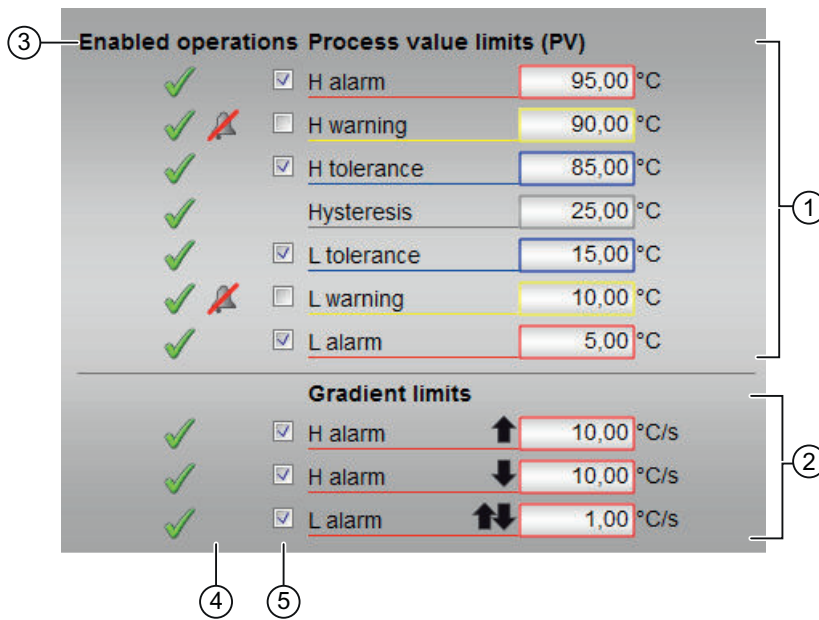 3 Enabled operations Process value limits (PV)
H alarm 95,00 °C
H warning 90,00 °C
H tolerance 85,00 °C
Hysteresis 25,00 °C 1
L tolerance 15,00 °C
L warning 10,00 °C
L alarm 5,00 °C
Gradient limits
H alarm 10,00 °C/s
H alarm 10,00 °C/s 2
L alarm 1,00 °C/s
4 5